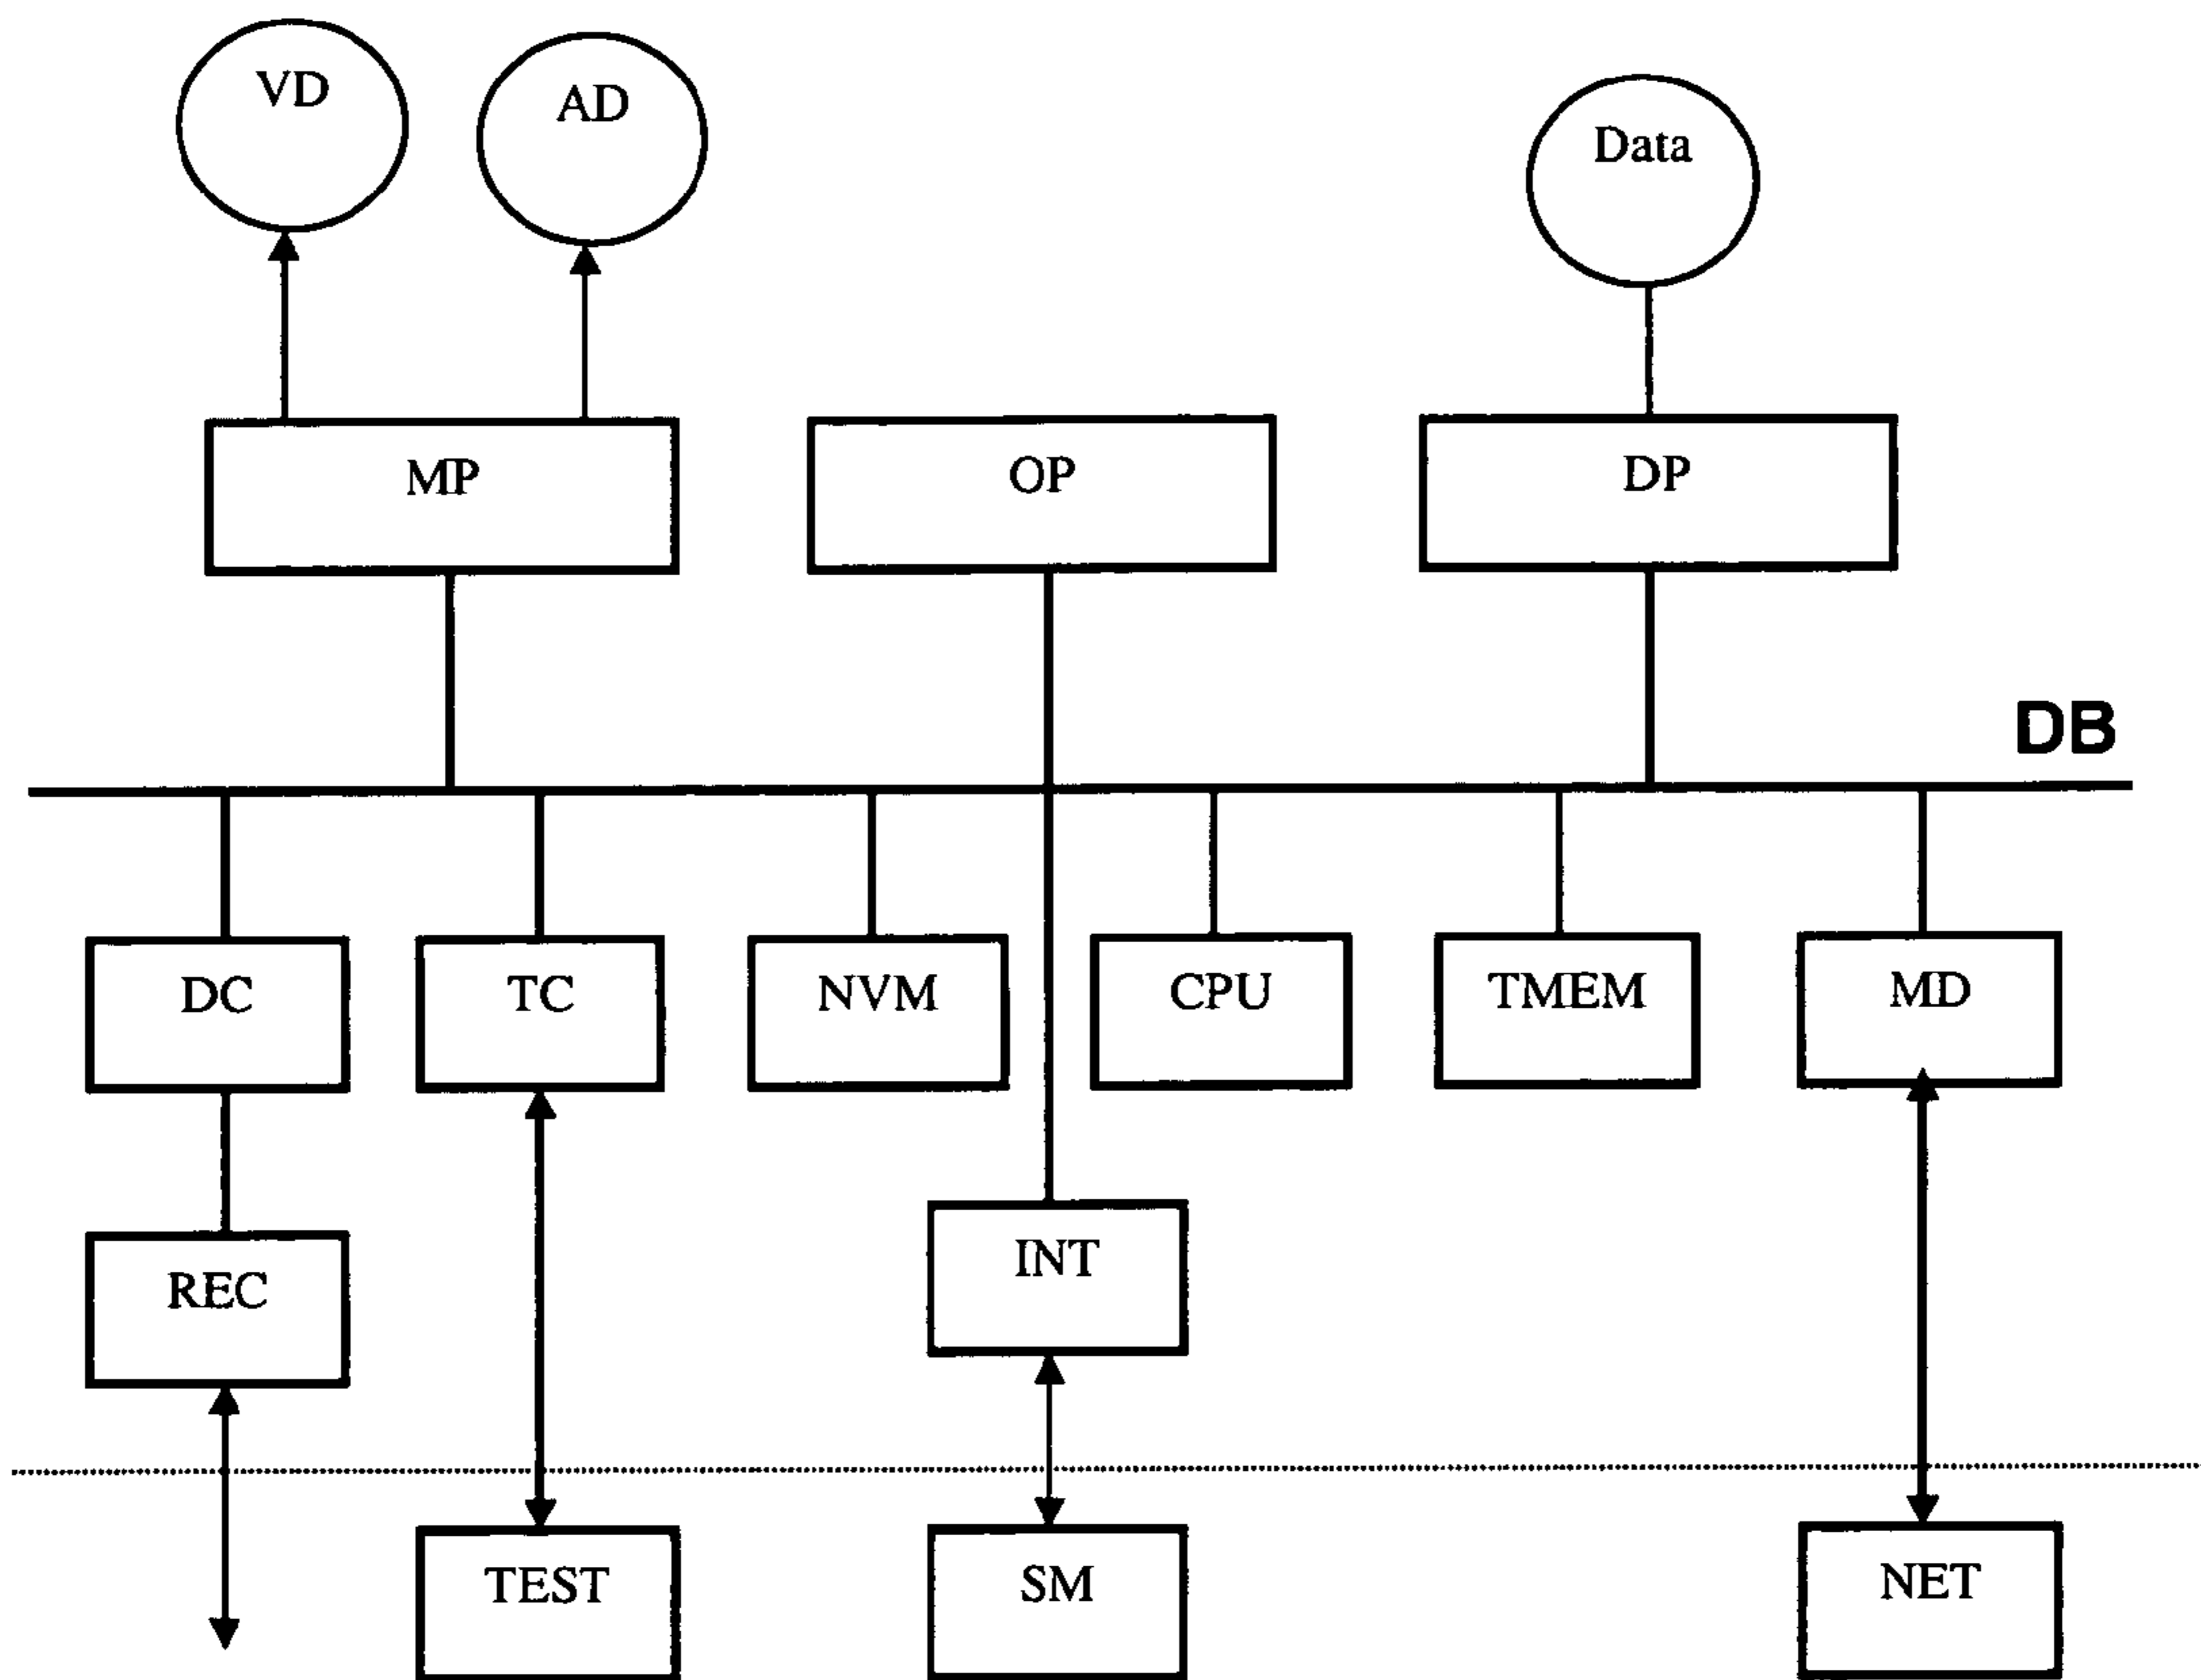 VD
AD
Data
MP
OP
DP
DB
DC
TC
NVM
CPU
TMEM
MD
REC
INT
TEST
SM
NET